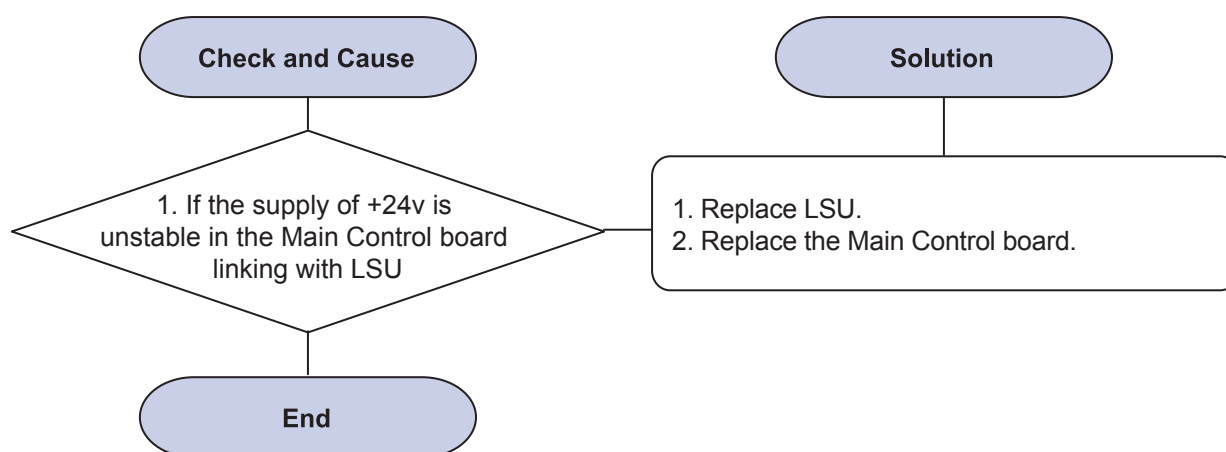 Check and Cause
Solution
1. If the supply of +24v is
unstable in the Main Control board
linking with LSU
1. Replace LSU.
2. Replace the Main Control board.
End